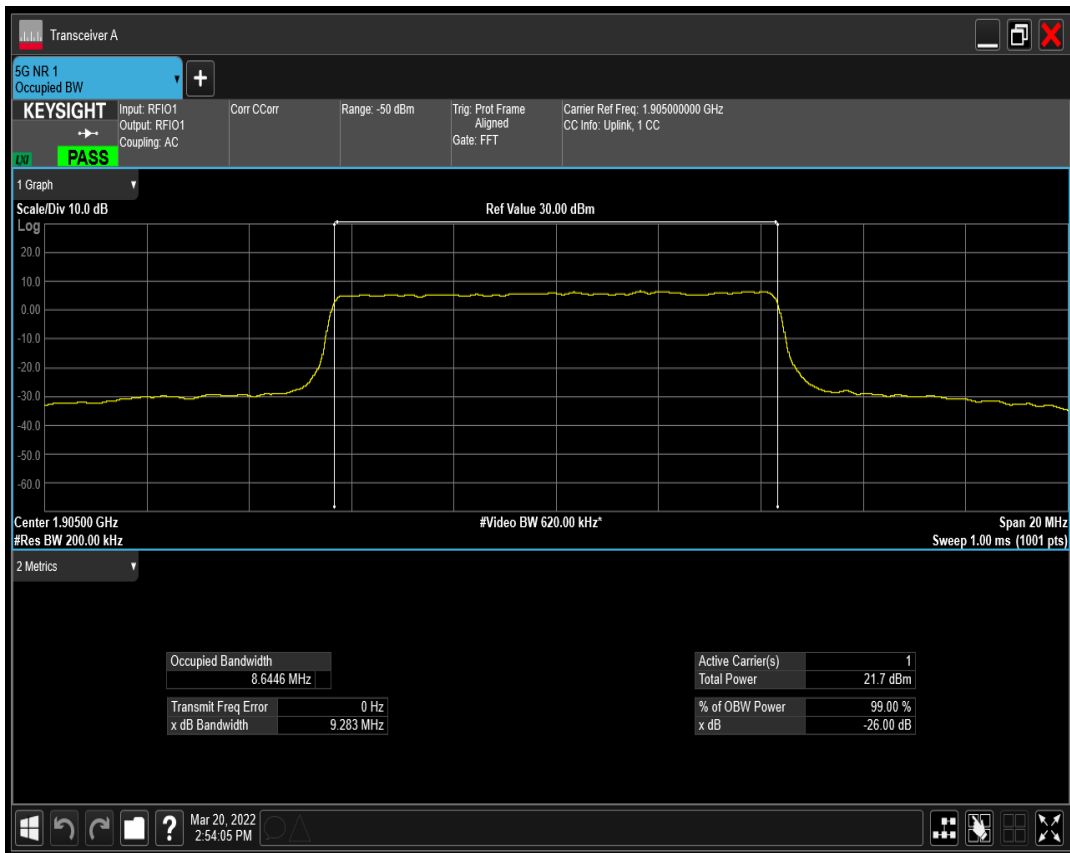 Transceiver A
5G NR 1
Occupied BW
KEYSIGHT
LXI
PASS
Input: RFIO1
Output: RFIO1
Coupling: AC
Corr CCorr
Range: -50 dBm
Trig: Prot Frame
Aligned
Gate: FFT
Carrier Ref Freq: 1.905000000 GHz
CC Info: Uplink, 1 CC
1 Graph
Scale/Div 10.0 dB
Ref Value 30.00 dBm
Log
20.0
10.0
0.00
-10.0
-20.0
-30.0
-40.0
-50.0
-60.0
Center 1.90500 GHz
#Video BW 620.00 kHz*
Span 20 MHz
#Res BW 200.00 kHz
Sweep 1.00 ms (1001 pts)
2 Metrics
Occupied Bandwidth
8.6446 MHz
Transmit Freq Error 0 Hz
x dB Bandwidth 9.283 MHz
Active Carrier(s) 1
Total Power 21.7 dBm
% of OBW Power 99.00 %
x dB -26.00 dB
?
Mar 20, 2022
2:54:05 PM